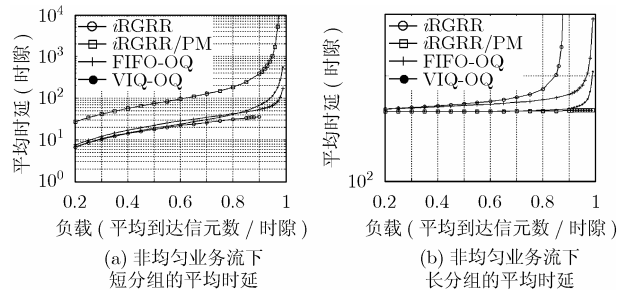 10^4
10^3
10^2
10^1
10^0
平均时延(时隙)
iRGRR
iRGRR/PM
FIFO-OQ
VIQ-OQ
0.2 0.4 0.6 0.8 1
负载(平均到达信元数/时隙)
(a) 非均匀业务流下
短分组的平均时延
平均时延(时隙)
10^2
iRGRR
iRGRR/PM
FIFO-OQ
VIQ-OQ
0.2 0.4 0.6 0.8 1
负载(平均到达信元数/时隙)
(b) 非均匀业务流下
长分组的平均时延